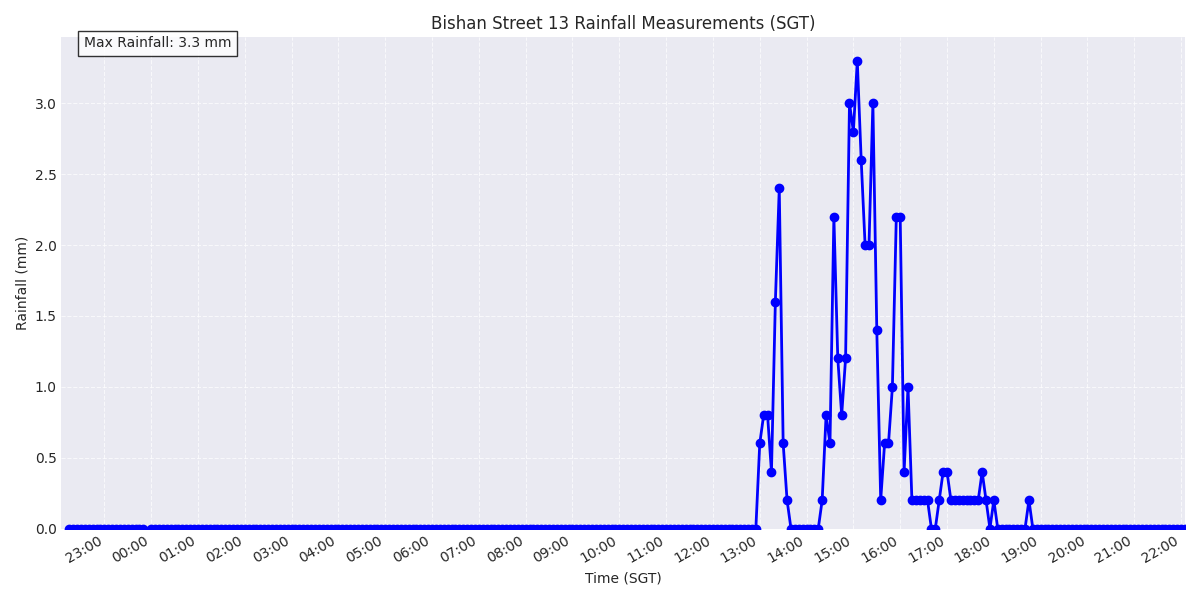 Bishan Street 13 Rainfall Measurements (SGT)
Max Rainfall: 3.3 mm
Rainfall (mm)
3.0
2.5
2.0
1.5
1.0
0.5
0.0
23:00 00:00 01:00 02:00 03:00 04:00 05:00 06:00 07:00 08:00 09:00 10:00 11:00 12:00 13:00 14:00 15:00 16:00 17:00 18:00 19:00 20:00 21:00 22:00
Time (SGT)